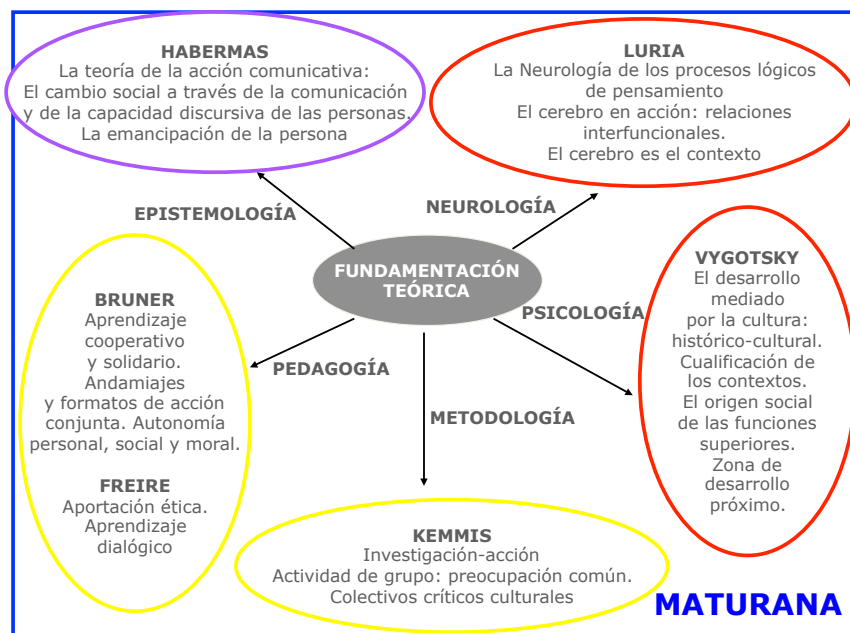 HABERMAS
La teoría de la acción comunicativa:
El cambio social a través de la comunicación
y de la capacidad discursiva de las personas.
La emancipación de la persona
LURIA
La Neurología de los procesos lógicos
de pensamiento
El cerebro en acción: relaciones
interfuncionales.
El cerebro es el contexto
EPISTEMOLOGÍA
NEUROLOGÍA
FUNDAMENTACIÓN
TEÓRICA
PSICOLOGÍA
PEDAGOGÍA
METODOLOGÍA
VYGOTSKY
El desarrollo
mediado
por la cultura:
histórico-cultural.
Cualificación de
los contextos.
El origen social
de las funciones
superiores.
Zona de
desarrollo
próximo.
BRUNER
Aprendizaje
cooperativo
y solidario.
Andamiajes
y formatos de acción
conjunta. Autonomía
personal, social y moral.
FREIRE
Aportación ética.
Aprendizaje
dialógico
KEMMIS
Investigación-acción
Actividad de grupo: preocupación común.
Colectivos críticos culturales
MATURANA